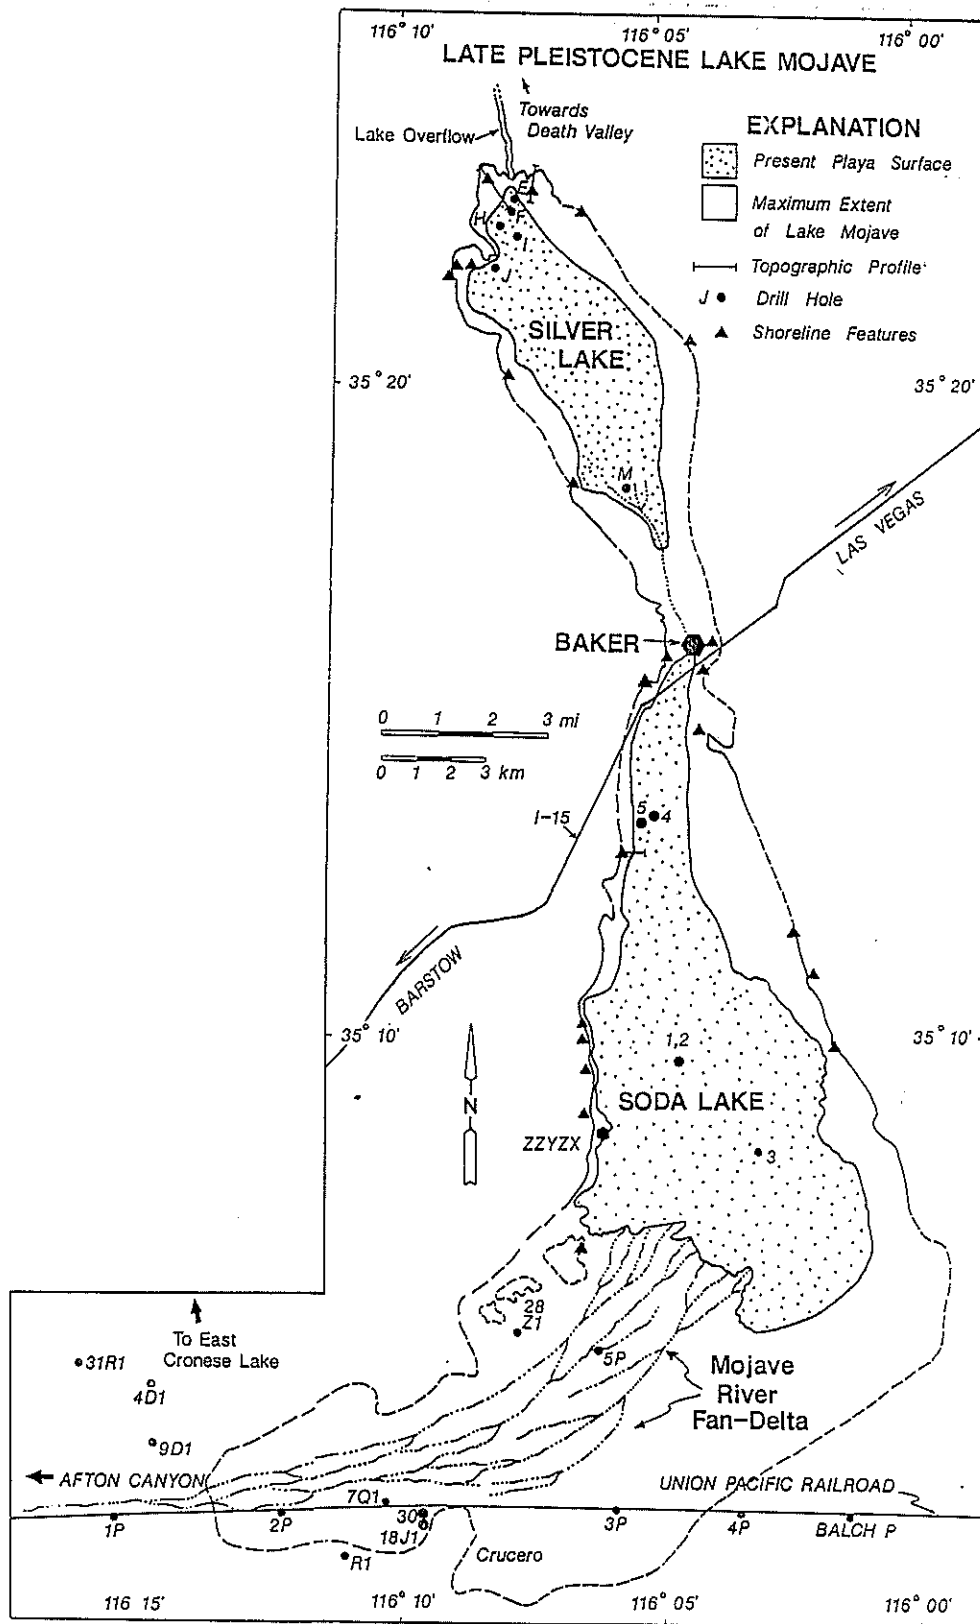 116° 10'
116° 05'
116° 00'
LATE PLEISTOCENE LAKE MOJAVE
Towards
Death Valley
Lake Overflow
EXPLANATION
Present Playa Surface
Maximum Extent
of Lake Mojave
Topographic Profile
J Drill Hole
Shoreline Features
E
F
H
I
J
SILVER
LAKE
35° 20'
35° 20'
M
LAS VEGAS
BAKER
0 1 2 3 mi
0 1 2 3 km
5
4
I-15
BARSTOW
35° 10'
35° 10'
1,2
N
SODA LAKE
ZZYZX
3
28
Z1
To East
Cronese Lake
31R1
4D1
5P
Mojave
River
Fan-Delta
9D1
AFTON CANYON
UNION PACIFIC RAILROAD
7Q1
1P
2P
30
18J1
3P
4P
BALCH P
R1
Crucero
116° 15'
116° 10'
116° 05'
116° 00'